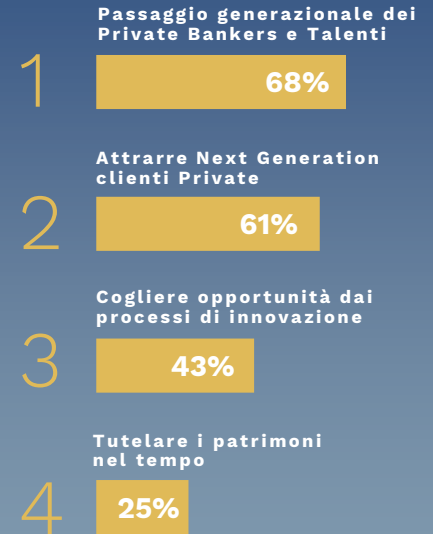 Passaggio generazionale dei
Private Bankers e Talenti
1
68%
Attrarre Next Generation
clienti Private
2
61%
Cogliere opportunità dai
processi di innovazione
3
43%
Tutelare i patrimoni
nel tempo
4
25%